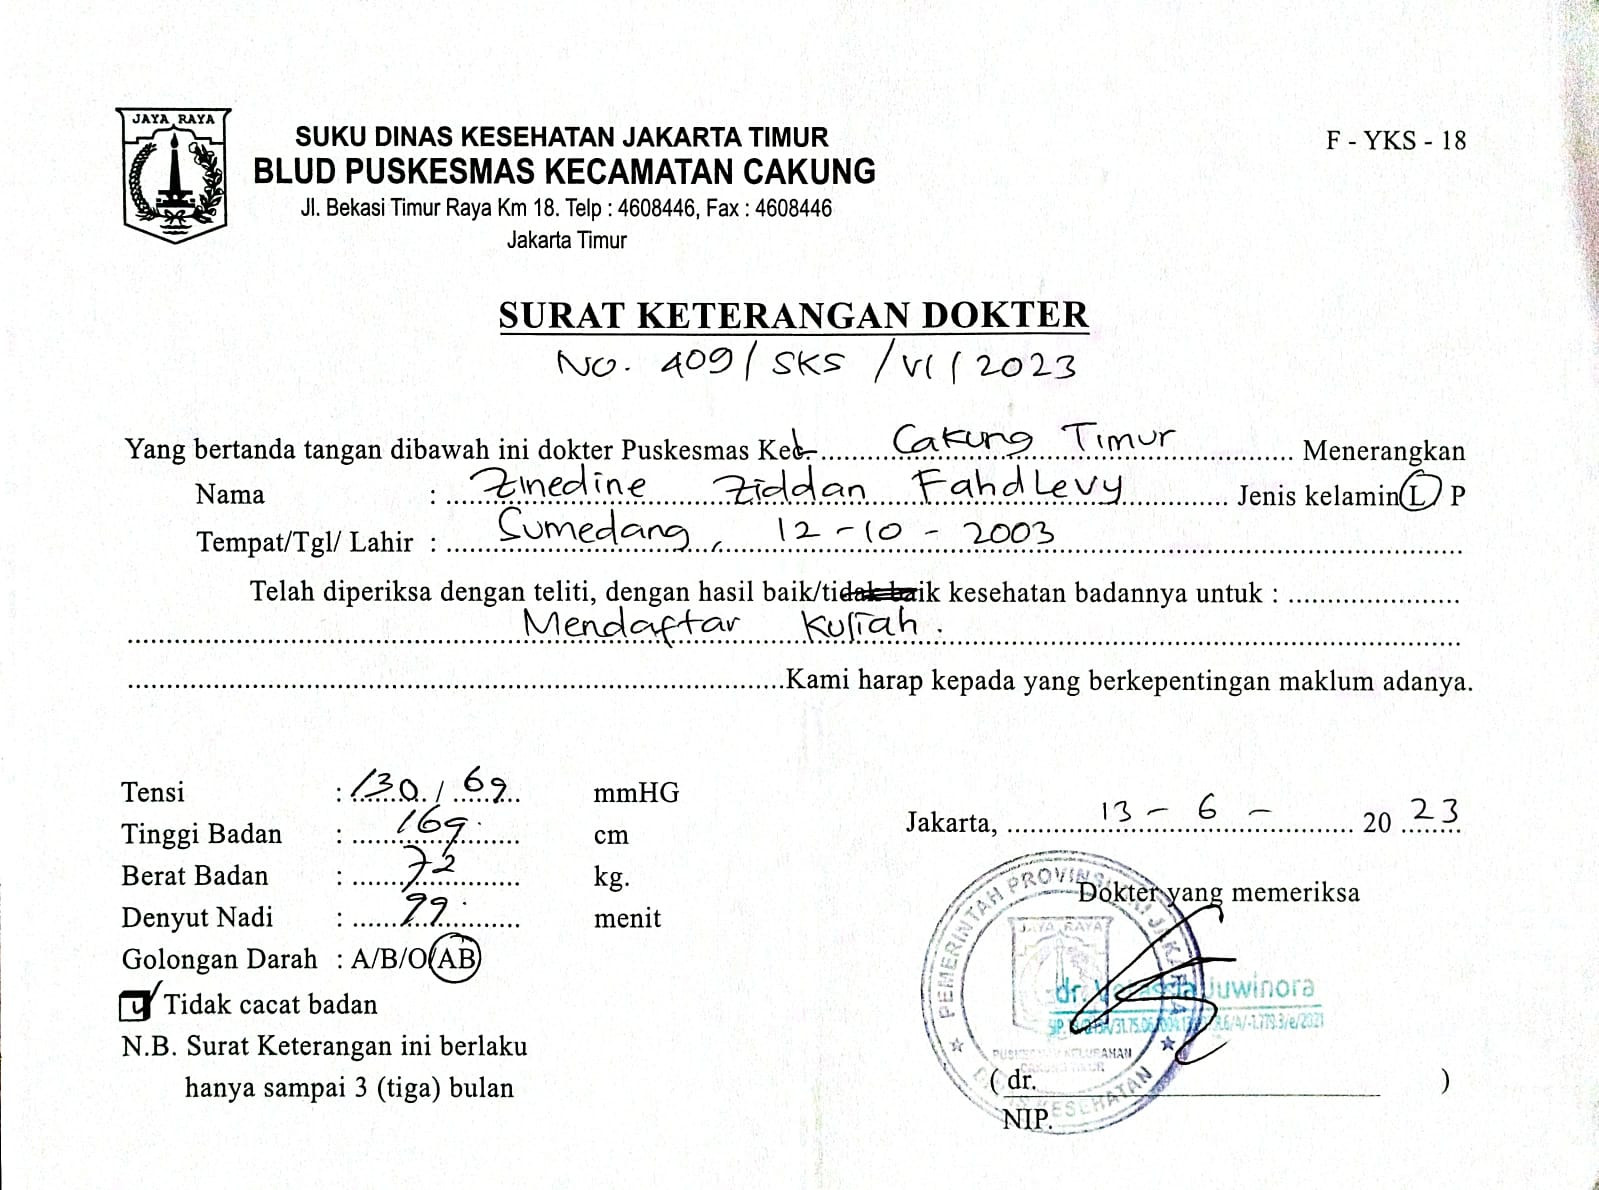 JAYA RAYA
SUKU DINAS KESEHATAN JAKARTA TIMUR
BLUD PUSKESMAS KECAMATAN CAKUNG
Jl. Bekasi Timur Raya Km 18. Telp : 4608446, Fax : 4608446
Jakarta Timur
F - YKS - 18
SURAT KETERANGAN DOKTER
No. 409 / SKS / VI / 2023
Yang bertanda tangan dibawah ini dokter Puskesmas Kel Cakung Timur Menerangkan
Nama : Zinedine Ziddan Fahdlevy Jenis kelamin L P
Tempat/Tgl/ Lahir : Sumedang, 12 - 10 - 2003
Telah diperiksa dengan teliti, dengan hasil baik/tidak baik kesehatan badannya untuk :
Mendaftar Kuliah.
Kami harap kepada yang berkepentingan maklum adanya.
Tensi : 130 / 69 mmHG
Tinggi Badan : 169 cm
Berat Badan : 72 kg.
Denyut Nadi : 99 menit
Golongan Darah : A/B/O/AB
Tidak cacat badan
N.B. Surat Keterangan ini berlaku
hanya sampai 3 (tiga) bulan
Jakarta, 13 - 6 - 2023
Dokter yang memeriksa
PEMERINTAH PROVINSI DKI JAKARTA
JAYA RAYA
dr. Juwinora
PUSKESMAS KELURAHAN
CAKUNG TIMUR
DINAS KESEHATAN
( dr. )
NIP.